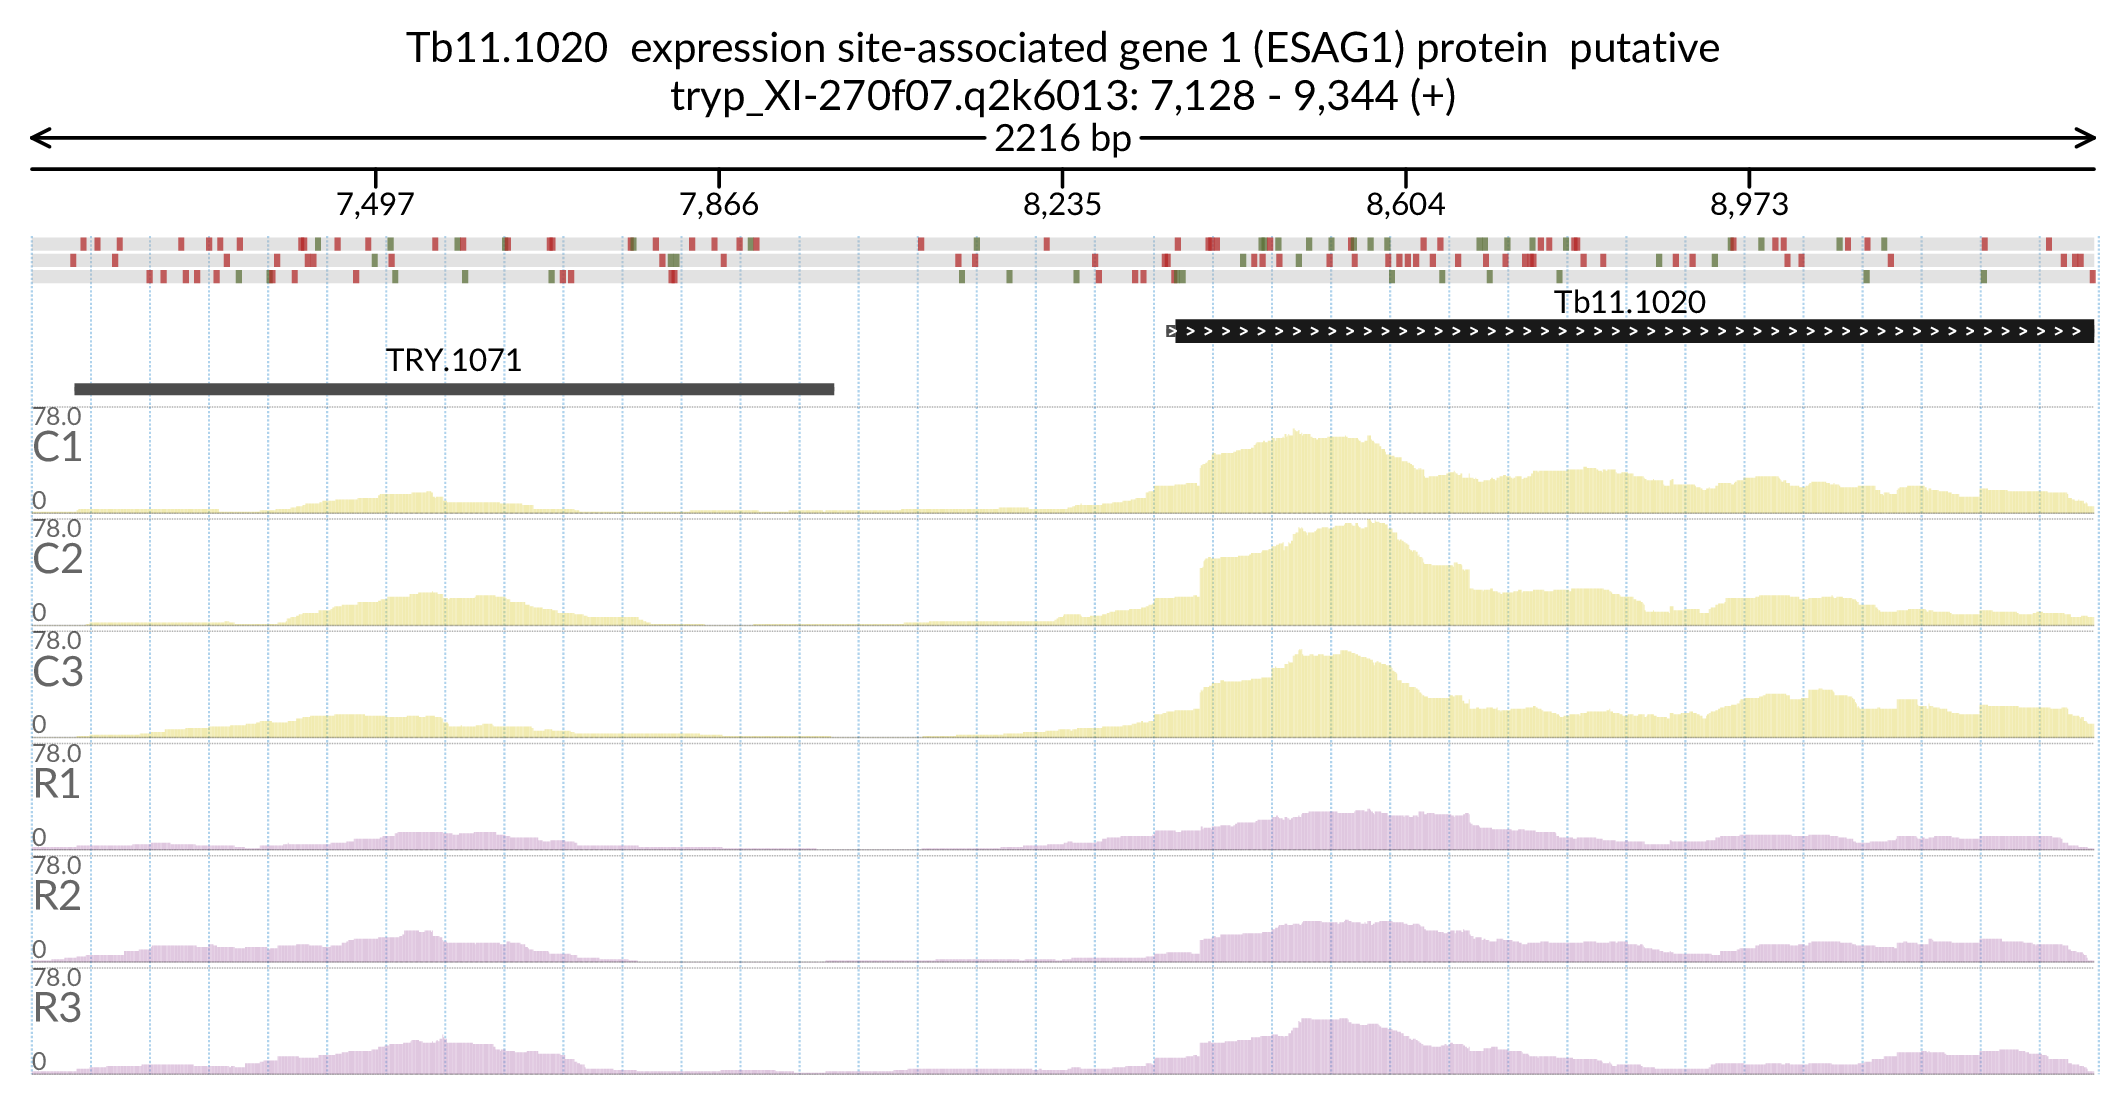 Tb11.1020  expression site-associated gene 1 (ESAG1) protein  putative
tryp_XI-270f07.q2k6013: 7,128 - 9,344 (+)
2216 bp
7,497 7,866 8,235 8,604 8,973
Tb11.1020
TRY.1071
78.0
C1
0
78.0
C2
0
78.0
C3
0
78.0
R1
0
78.0
R2
0
78.0
R3
0